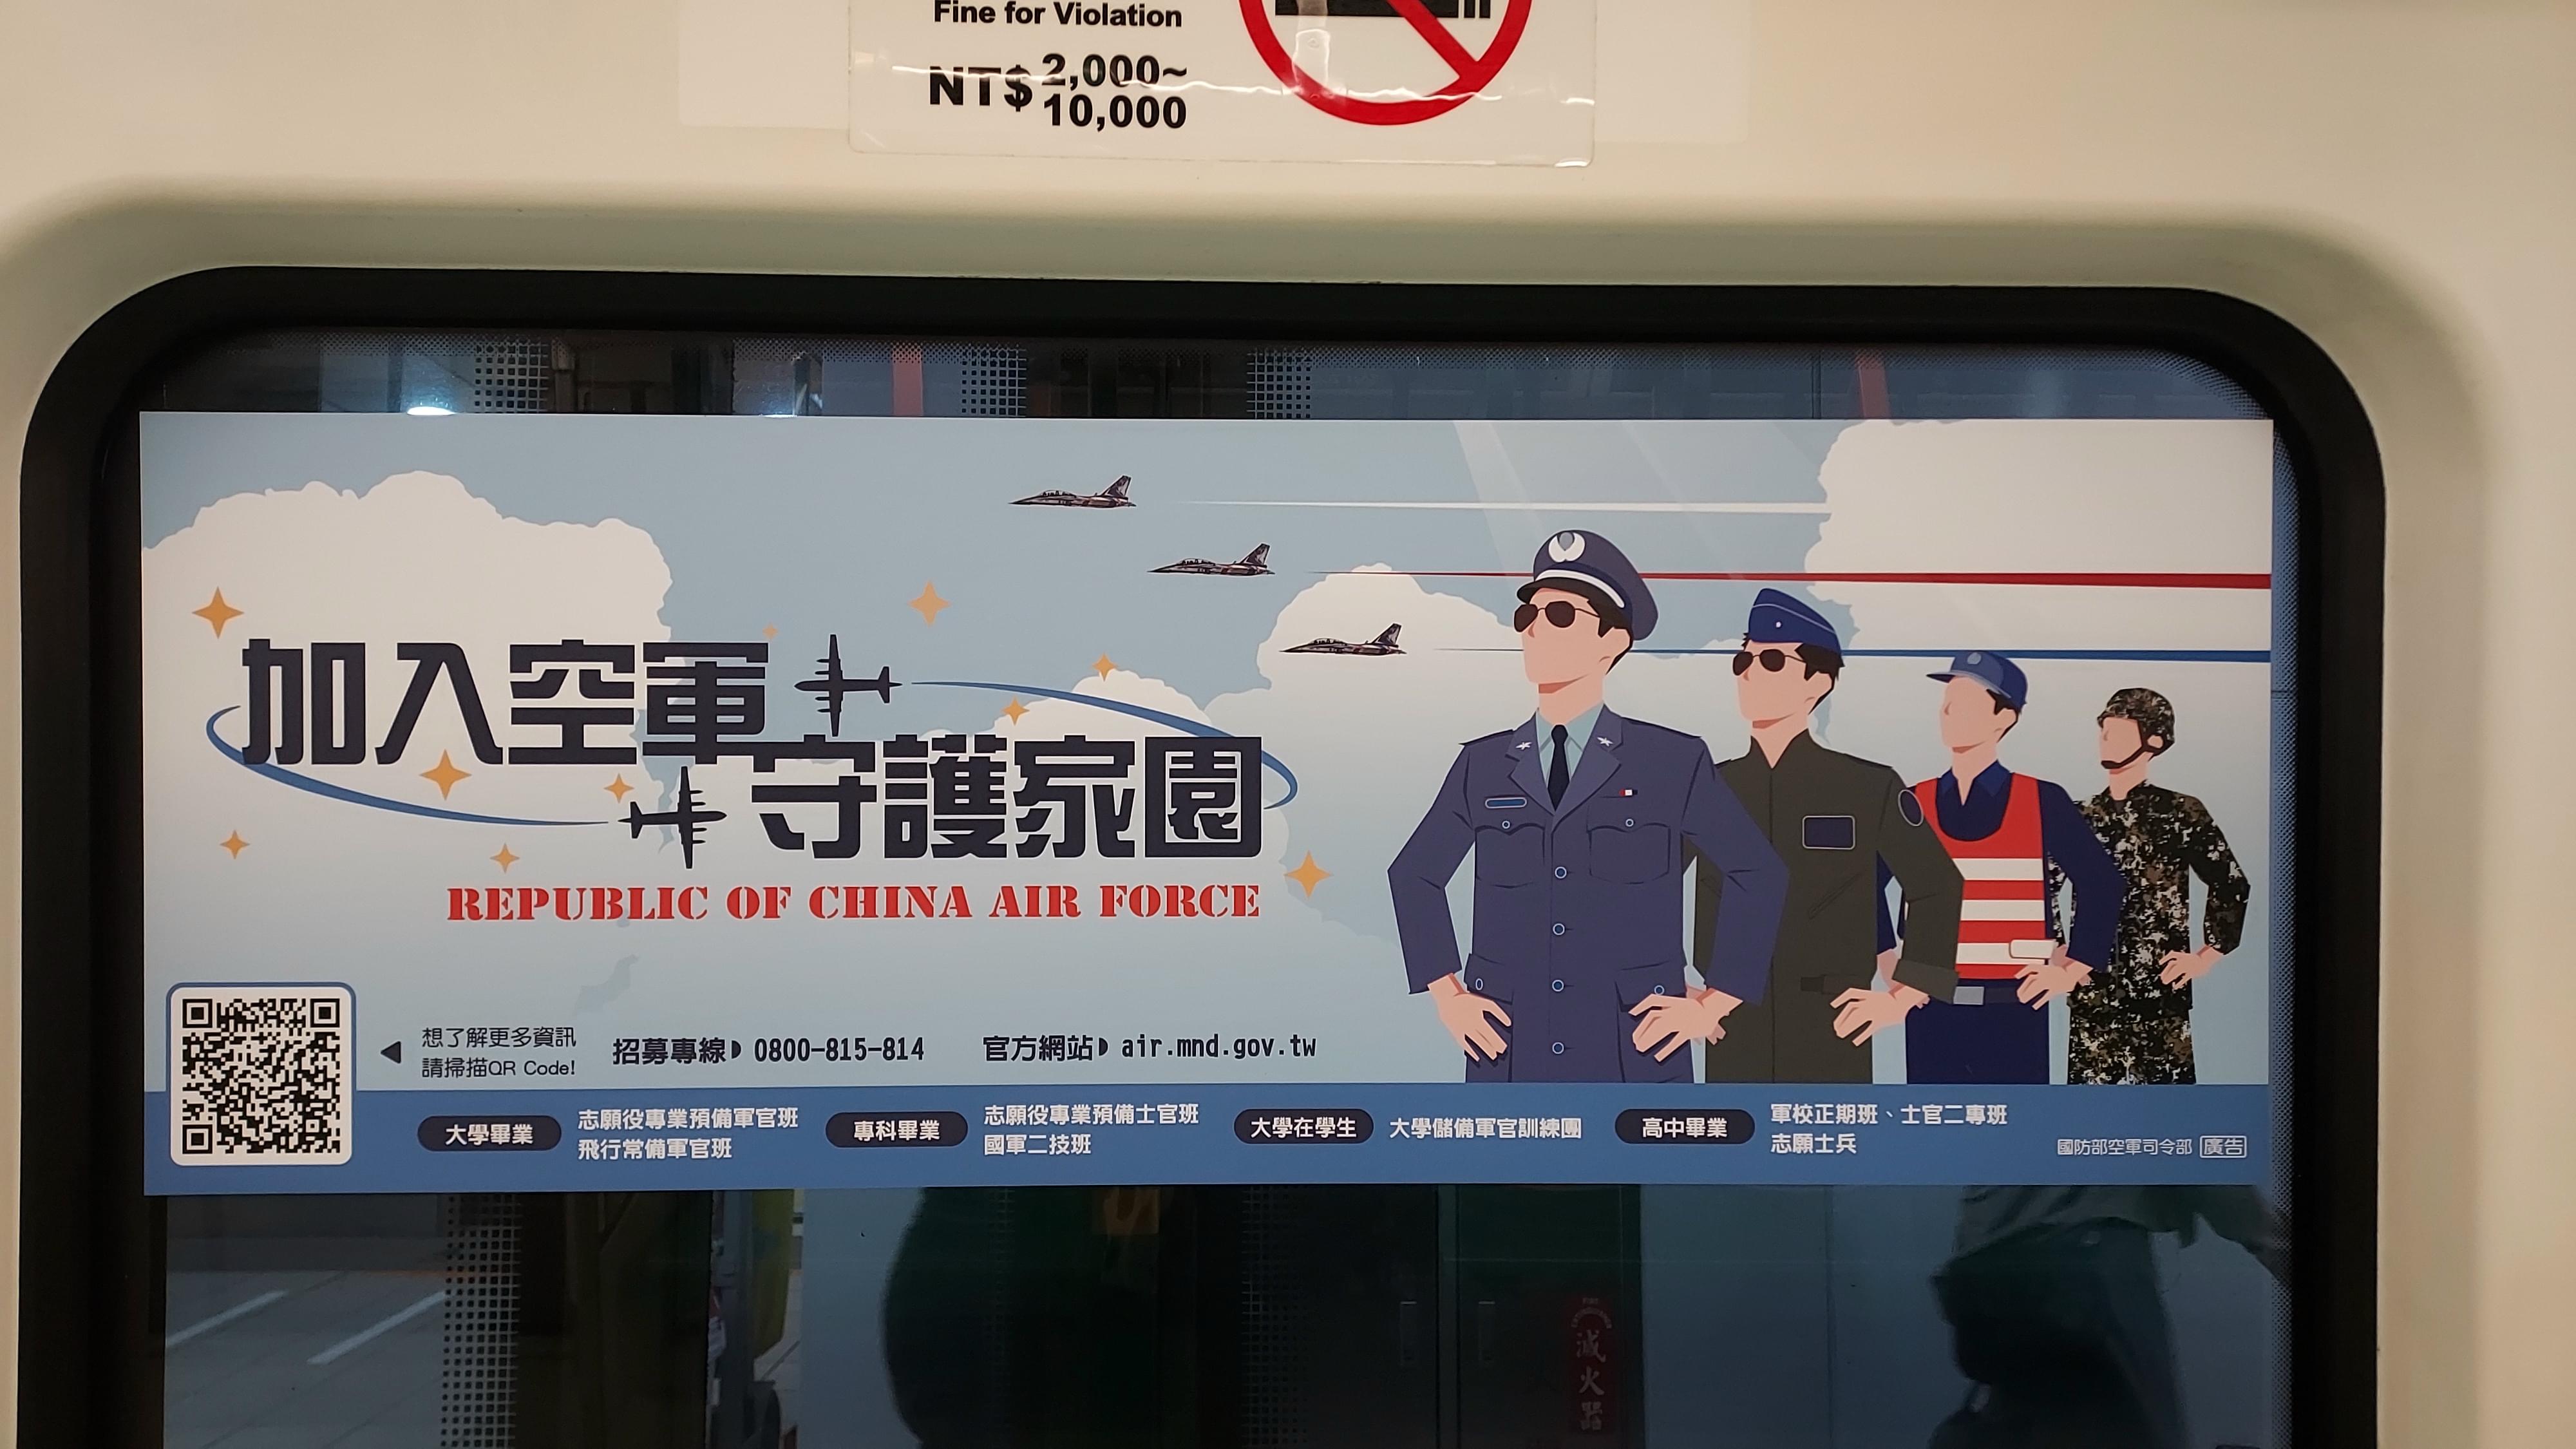 Fine for Violation
NT$ 2,000~
10,000
加入空軍
守護家園
REPUBLIC OF CHINA AIR FORCE
想了解更多資訊
請掃描QR Code!
招募專線 0800-815-814
官方網站 air.mnd.gov.tw
大學畢業
志願役專業預備軍官班
飛行常備軍官班
專科畢業
志願役專業預備士官班
國軍二技班
大學在學生
大學儲備軍官訓練團
高中畢業
軍校正期班、士官二專班
志願士兵
國防部空軍司令部 廣告
滅火器